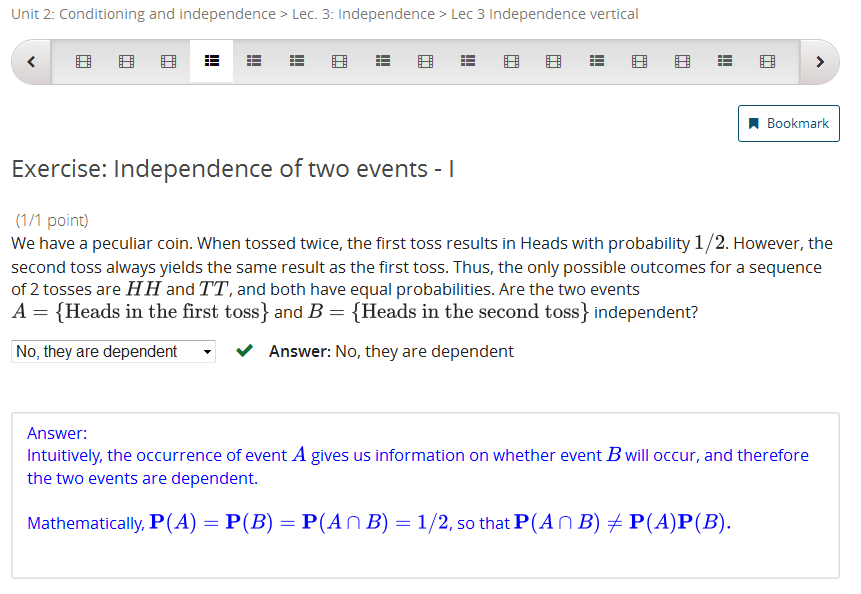 Unit 2: Conditioning and independence > Lec. 3: Independence > Lec 3 Independence vertical
Bookmark
Exercise: Independence of two events - I
(1/1 point)
We have a peculiar coin. When tossed twice, the first toss results in Heads with probability 1/2. However, the
second toss always yields the same result as the first toss. Thus, the only possible outcomes for a sequence
of 2 tosses are HH and TT, and both have equal probabilities. Are the two events
A = {Heads in the first toss} and B = {Heads in the second toss} independent?
No, they are dependent Answer: No, they are dependent
Answer:
Intuitively, the occurrence of event A gives us information on whether event B will occur, and therefore
the two events are dependent.
Mathematically, P(A) = P(B) = P(A ∩ B) = 1/2, so that P(A ∩ B) ≠ P(A)P(B).